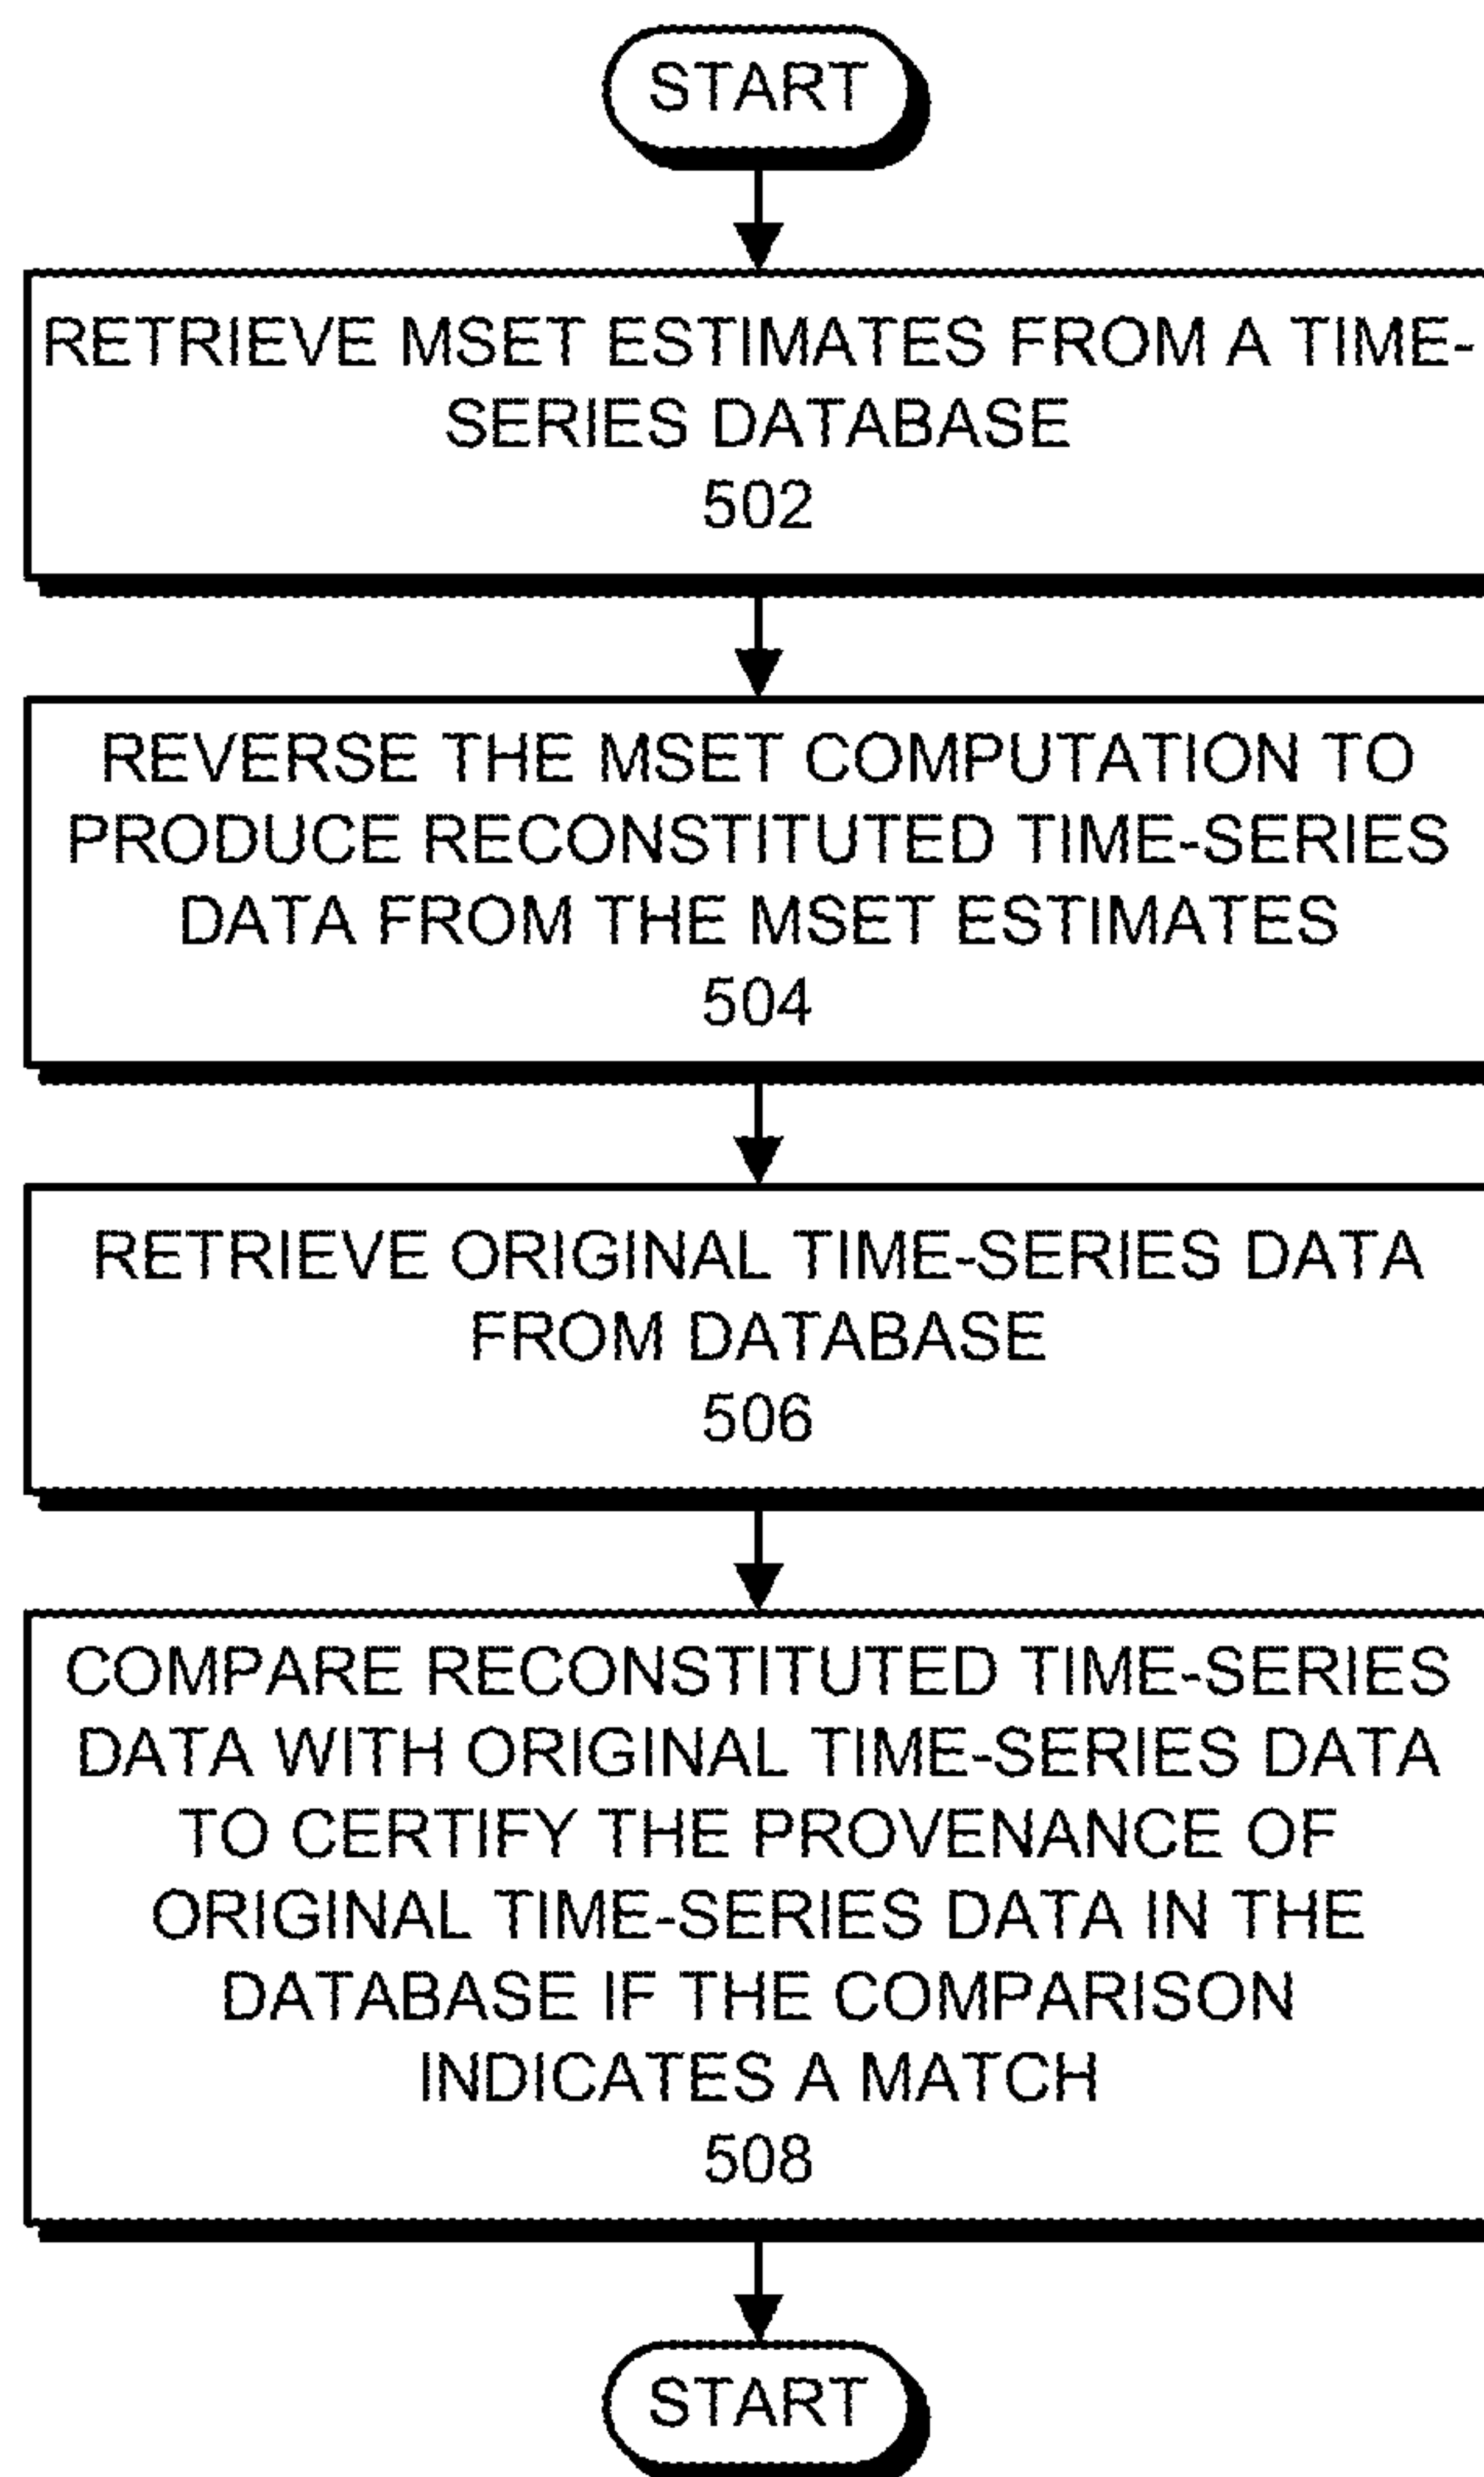 START
RETRIEVE MSET ESTIMATES FROM A TIME-
SERIES DATABASE
502
REVERSE THE MSET COMPUTATION TO
PRODUCE RECONSTITUTED TIME-SERIES
DATA FROM THE MSET ESTIMATES
504
RETRIEVE ORIGINAL TIME-SERIES DATA
FROM DATABASE
506
COMPARE RECONSTITUTED TIME-SERIES
DATA WITH ORIGINAL TIME-SERIES DATA
TO CERTIFY THE PROVENANCE OF
ORIGINAL TIME-SERIES DATA IN THE
DATABASE IF THE COMPARISON
INDICATES A MATCH
508
START